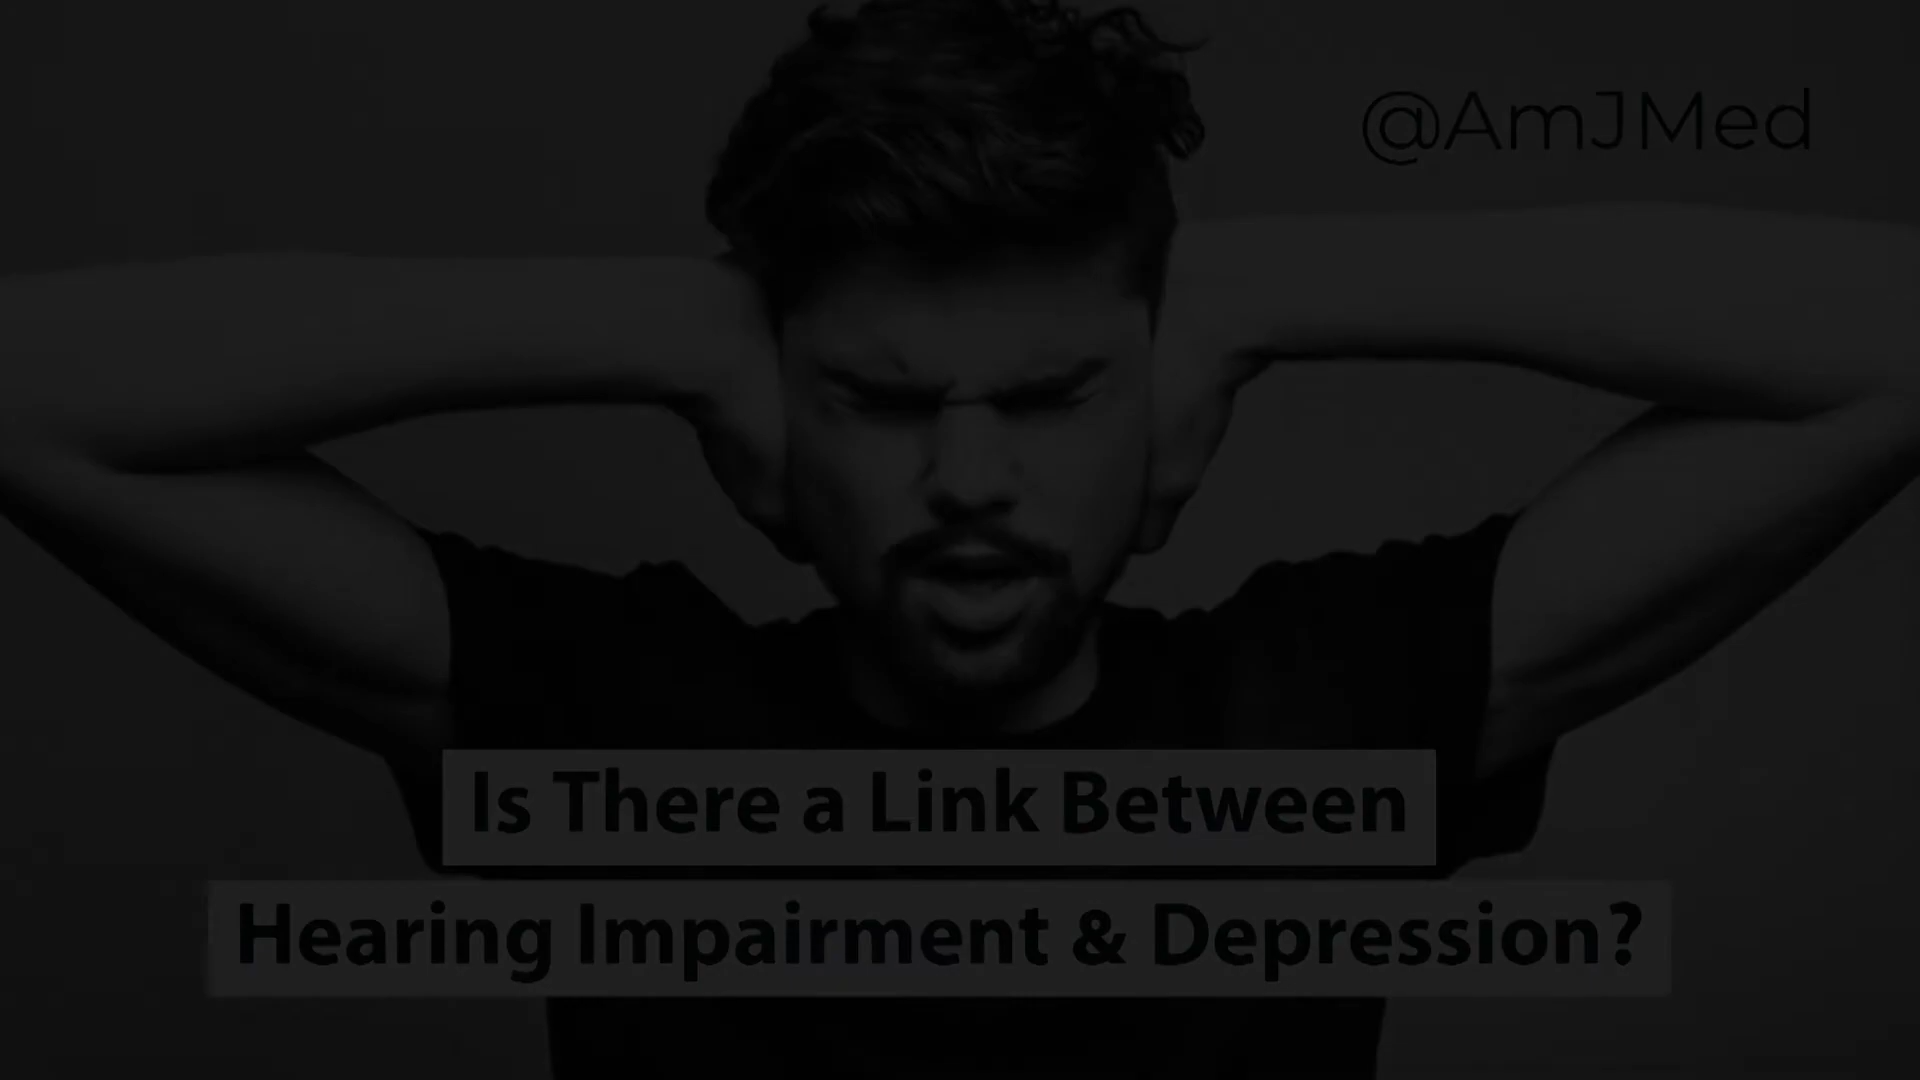 @AmJMed
Is There a Link Between
Hearing Impairment & Depression?